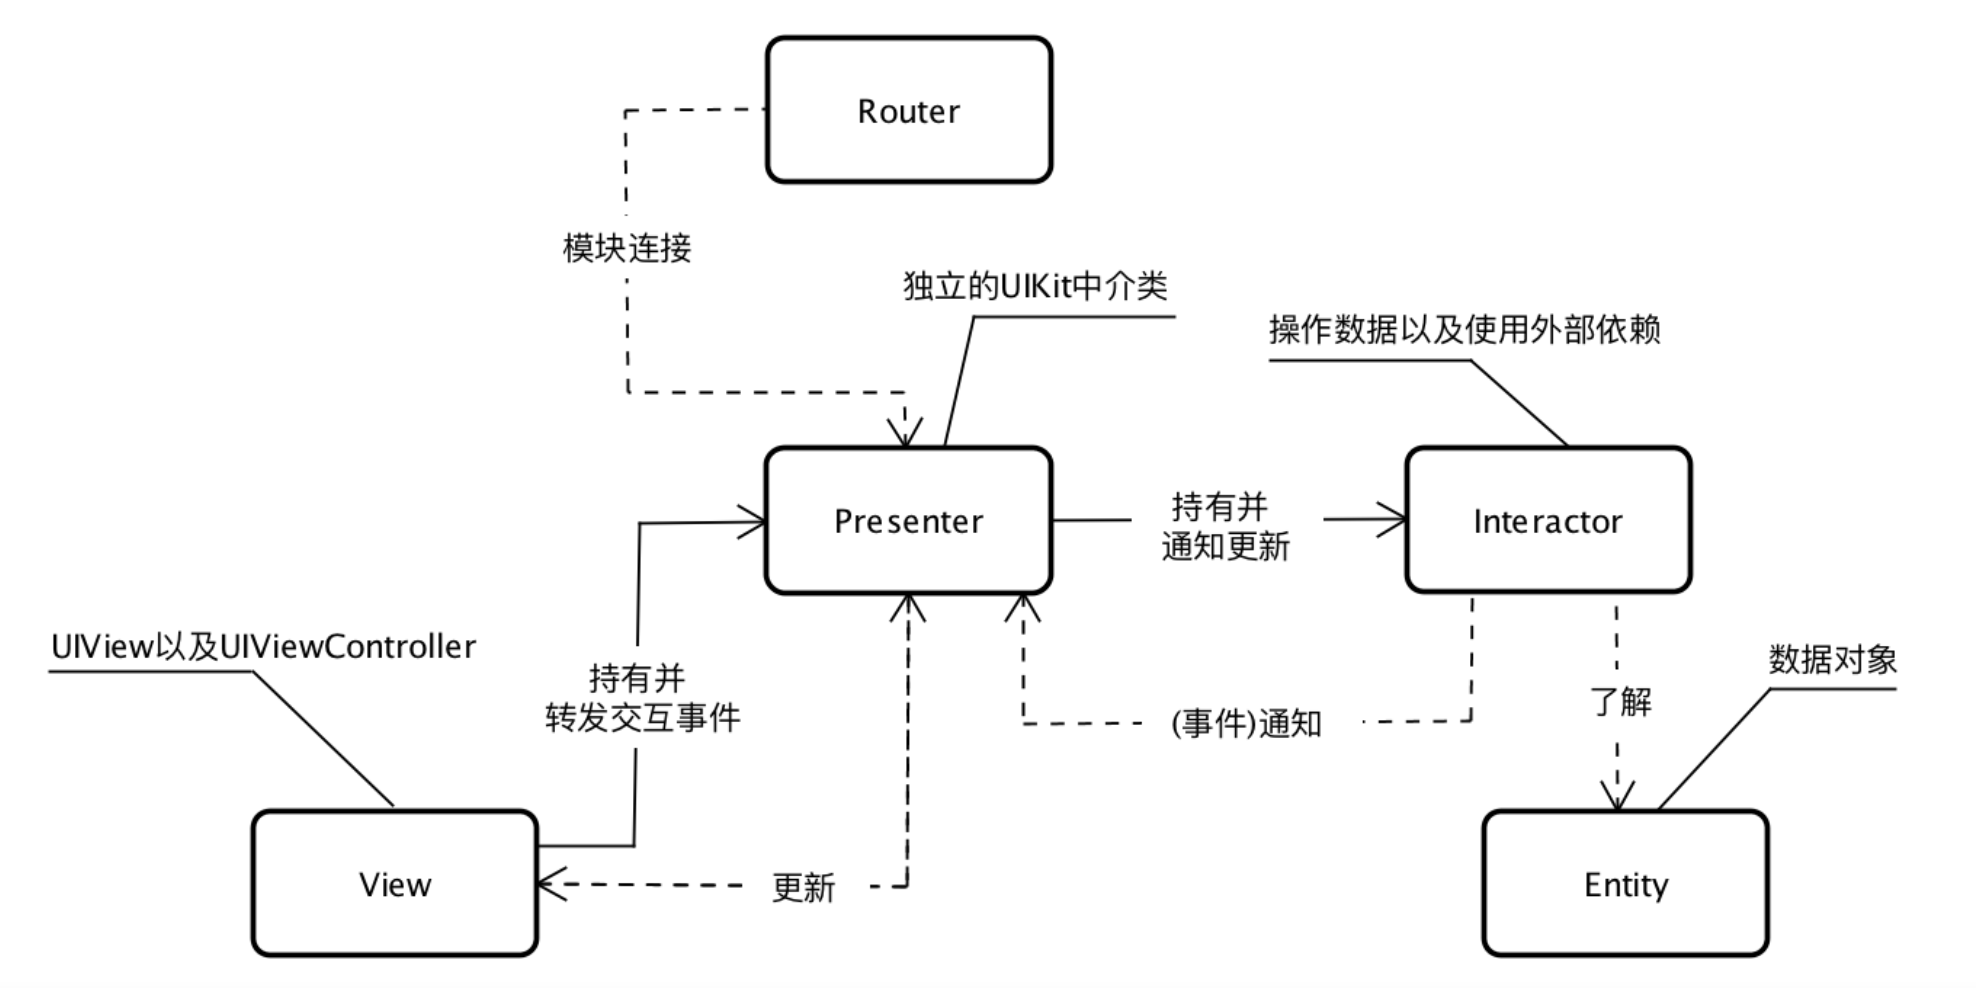 Router
模块连接
独立的UIKit中介类
操作数据以及使用外部依赖
Presenter
持有并
通知更新
Interactor
UIView以及UIViewController
持有并
转发交互事件
(事件)通知
了解
数据对象
View
更新
Entity